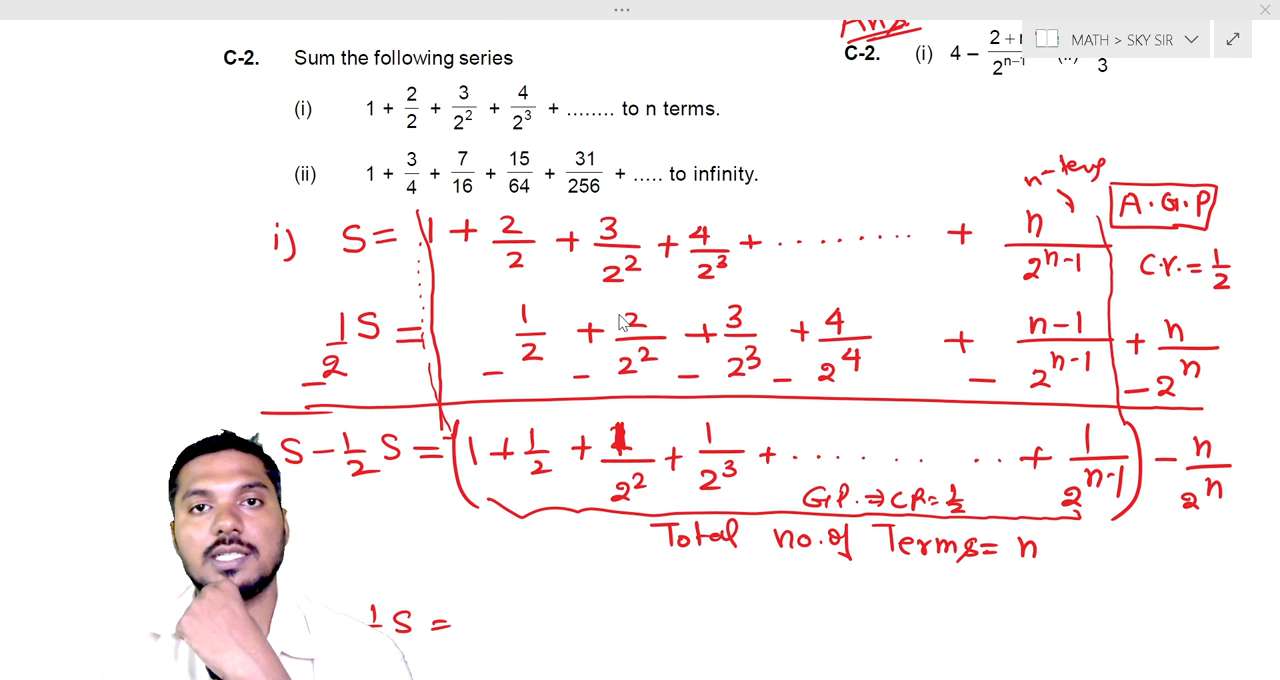 Ans
C-2. Sum the following series
C-2. (i) 4 –
2 +
2ⁿ⁻¹
3
MATH > SKY SIR
(i) 1 + 2/2 + 3/2² + 4/2³ + ........ to n terms.
(ii) 1 + 3/4 + 7/16 + 15/64 + 31/256 + ..... to infinity.
A.G.P
i) S = 1 + 2/2 + 3/2² + 4/2³ + ........ + n/2ⁿ⁻¹
C.r. = 1/2
1/2 S = 1/2 + 2/2² + 3/2³ + 4/2⁴ + n-1/2ⁿ⁻¹ + n/2ⁿ
– – – – – – –
S – 1/2 S = (1 + 1/2 + 1/2² + 1/2³ + ........ + 1/2ⁿ⁻¹) – n/2ⁿ
G.P. ⇒ CR = 1/2
Total no. of Terms = n
1 S =